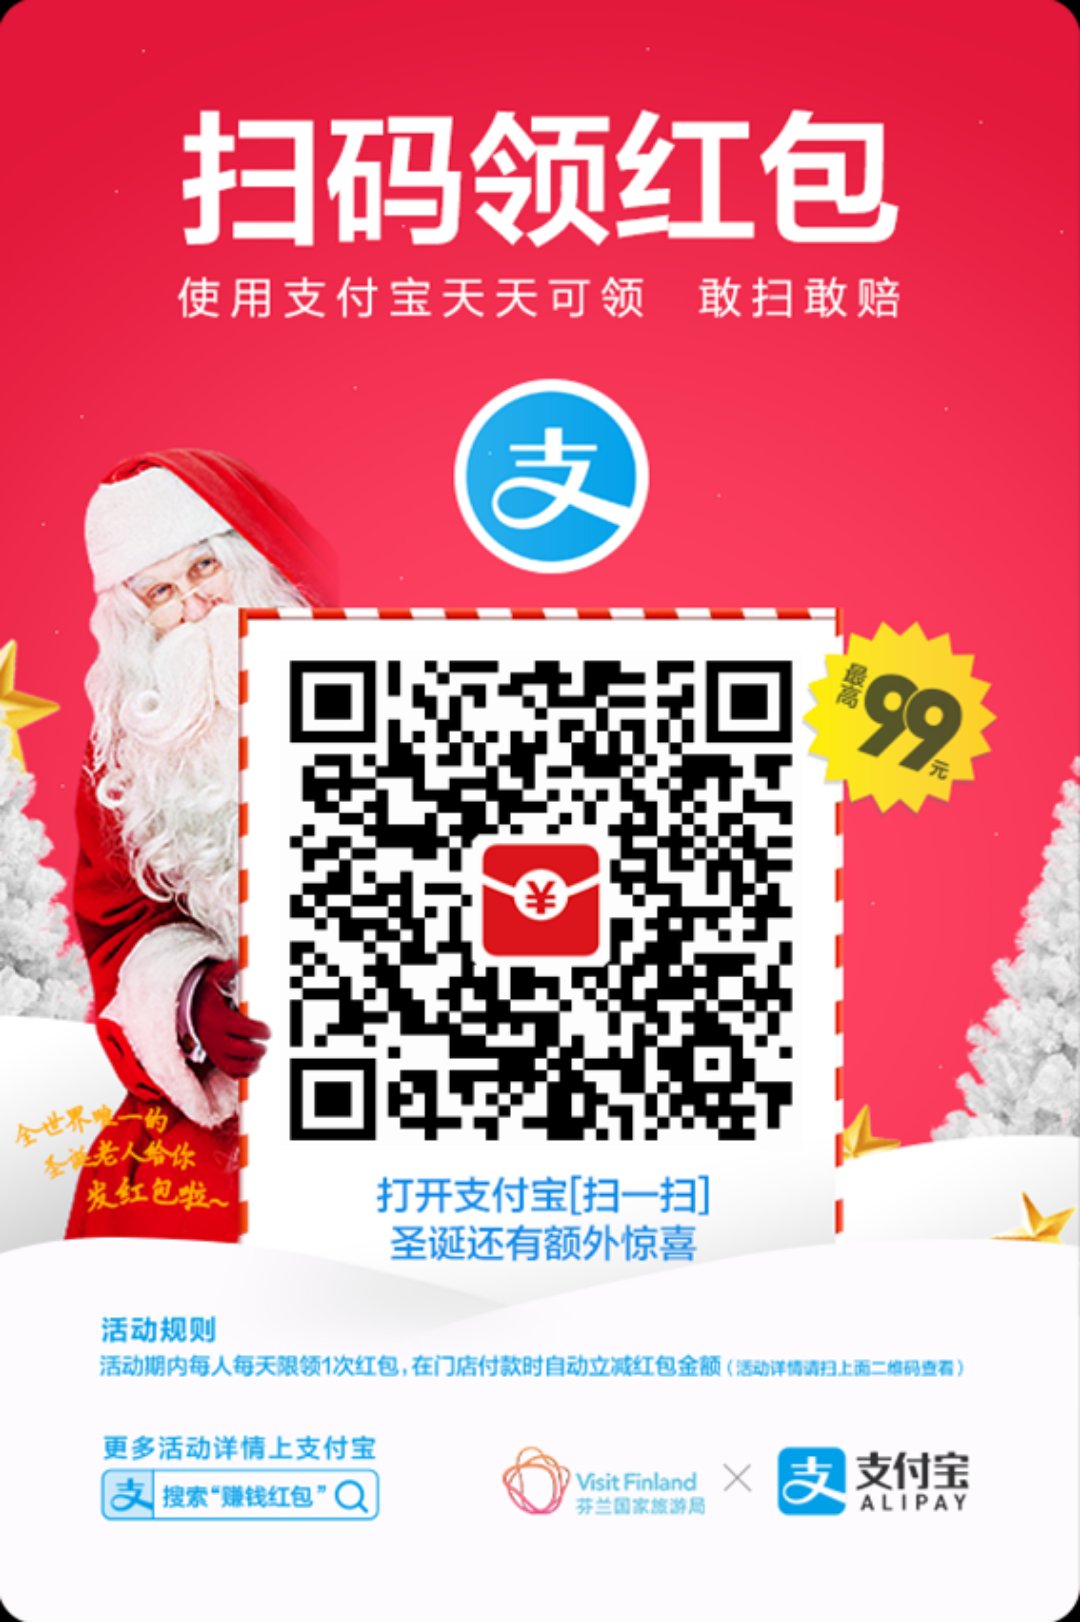 扫码领红包
使用支付宝天天可领 敢扫敢赔
支
最高99元
¥
全世界唯一的
圣诞老人给你
发红包啦~
打开支付宝[扫一扫]
圣诞还有额外惊喜
活动规则
活动期内每人每天限领1次红包,在门店付款时自动立减红包金额(活动详情请扫上面二维码查看)
更多活动详情上支付宝
支 搜索“赚钱红包”
Visit Finland
芬兰国家旅游局
×
支 支付宝
ALIPAY